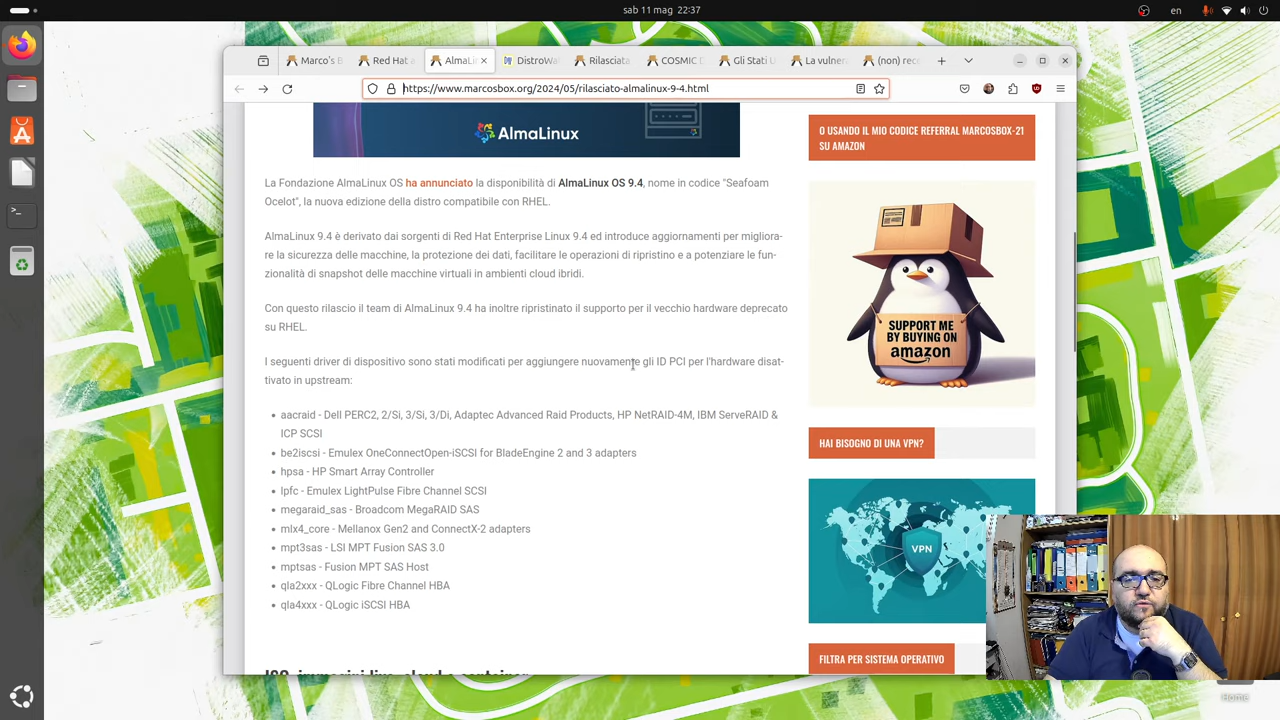 sab 11 mag 22:37
en
Marco's B
Red Hat a
AlmaLin
DistroWa
Rilasciata
COSMIC D
Gli Stati U
La vulner
(non) rece
https://www.marcosbox.org/2024/05/rilasciato-almalinux-9-4.html
AlmaLinux
La Fondazione AlmaLinux OS ha annunciato la disponibilità di AlmaLinux OS 9.4, nome in codice "Seafoam
Ocelot", la nuova edizione della distro compatibile con RHEL.
AlmaLinux 9.4 è derivato dai sorgenti di Red Hat Enterprise Linux 9.4 ed introduce aggiornamenti per migliora-
re la sicurezza delle macchine, la protezione dei dati, facilitare le operazioni di ripristino e a potenziare le fun-
zionalità di snapshot delle macchine virtuali in ambienti cloud ibridi.
Con questo rilascio il team di AlmaLinux 9.4 ha inoltre ripristinato il supporto per il vecchio hardware deprecato
su RHEL.
I seguenti driver di dispositivo sono stati modificati per aggiungere nuovamente gli ID PCI per l'hardware disat-
tivato in upstream:
• aacraid - Dell PERC2, 2/Si, 3/Si, 3/Di, Adaptec Advanced Raid Products, HP NetRAID-4M, IBM ServeRAID &
ICP SCSI
• be2iscsi - Emulex OneConnectOpen-iSCSI for BladeEngine 2 and 3 adapters
• hpsa - HP Smart Array Controller
• lpfc - Emulex LightPulse Fibre Channel SCSI
• megaraid_sas - Broadcom MegaRAID SAS
• mlx4_core - Mellanox Gen2 and ConnectX-2 adapters
• mpt3sas - LSI MPT Fusion SAS 3.0
• mptsas - Fusion MPT SAS Host
• qla2xxx - QLogic Fibre Channel HBA
• qla4xxx - QLogic iSCSI HBA
O USANDO IL MIO CODICE REFERRAL MARCOSBOX-21
SU AMAZON
SUPPORT ME
BY BUYING ON
amazon
HAI BISOGNO DI UNA VPN?
VPN
FILTRA PER SISTEMA OPERATIVO
Home